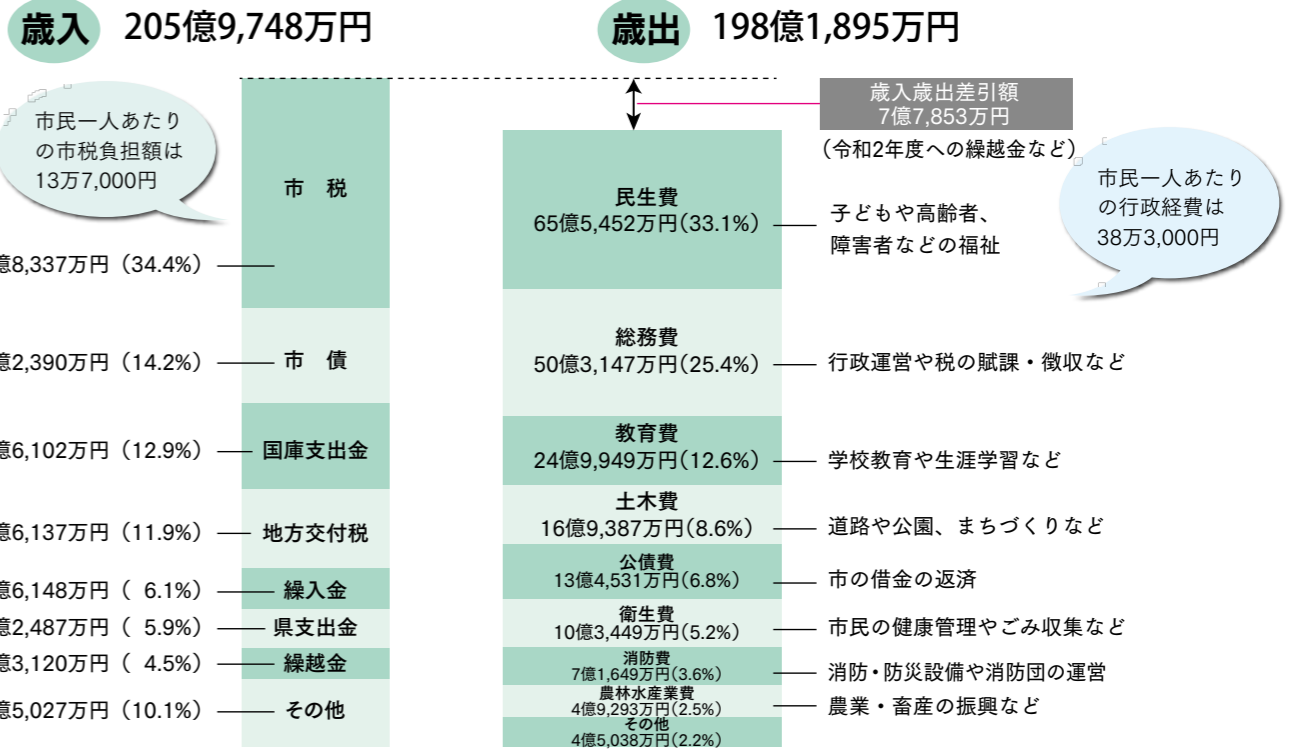 歳入 205億9,748万円
歳出 198億1,895万円
市民一人あたり
の市税負担額は
13万7,000円
市　税
億8,337万円（34.4%）
市　債
億2,390万円（14.2%）
国庫支出金
億6,102万円（12.9%）
地方交付税
億6,137万円（11.9%）
繰入金
億6,148万円（ 6.1%）
県支出金
億2,487万円（ 5.9%）
繰越金
億3,120万円（ 4.5%）
その他
億5,027万円（10.1%）
歳入歳出差引額
7億7,853万円
（令和2年度への繰越金など）
市民一人あたり
の行政経費は
38万3,000円
民生費
65億5,452万円(33.1%)
子どもや高齢者、
障害者などの福祉
総務費
50億3,147万円(25.4%)
行政運営や税の賦課・徴収など
教育費
24億9,949万円(12.6%)
学校教育や生涯学習など
土木費
16億9,387万円(8.6%)
道路や公園、まちづくりなど
公債費
13億4,531万円(6.8%)
市の借金の返済
衛生費
10億3,449万円(5.2%)
市民の健康管理やごみ収集など
消防費
7億1,649万円(3.6%)
消防・防災設備や消防団の運営
農林水産業費
4億9,293万円(2.5%)
農業・畜産の振興など
その他
4億5,038万円(2.2%)